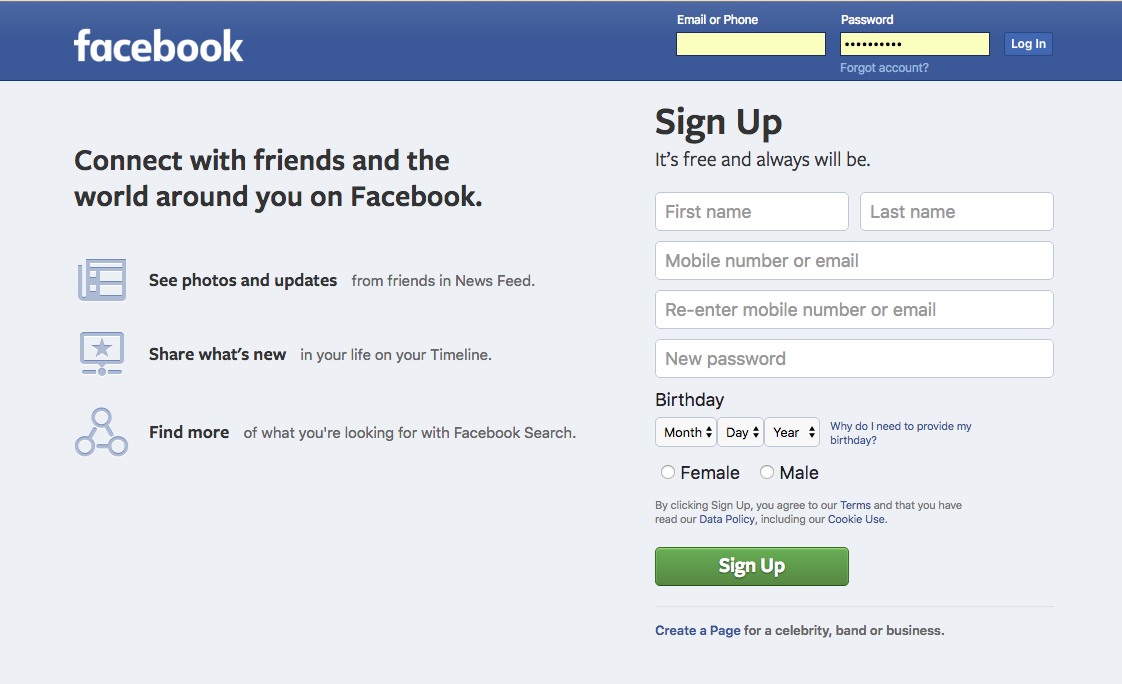 facebook
Email or Phone
Password
••••••••••
Log In
Forgot account?
Connect with friends and the
world around you on Facebook.
See photos and updates from friends in News Feed.
Share what's new in your life on your Timeline.
Find more of what you're looking for with Facebook Search.
Sign Up
It's free and always will be.
First name
Last name
Mobile number or email
Re-enter mobile number or email
New password
Birthday
Month
Day
Year
Why do I need to provide my
birthday?
Female
Male
By clicking Sign Up, you agree to our Terms and that you have
read our Data Policy, including our Cookie Use.
Sign Up
Create a Page for a celebrity, band or business.